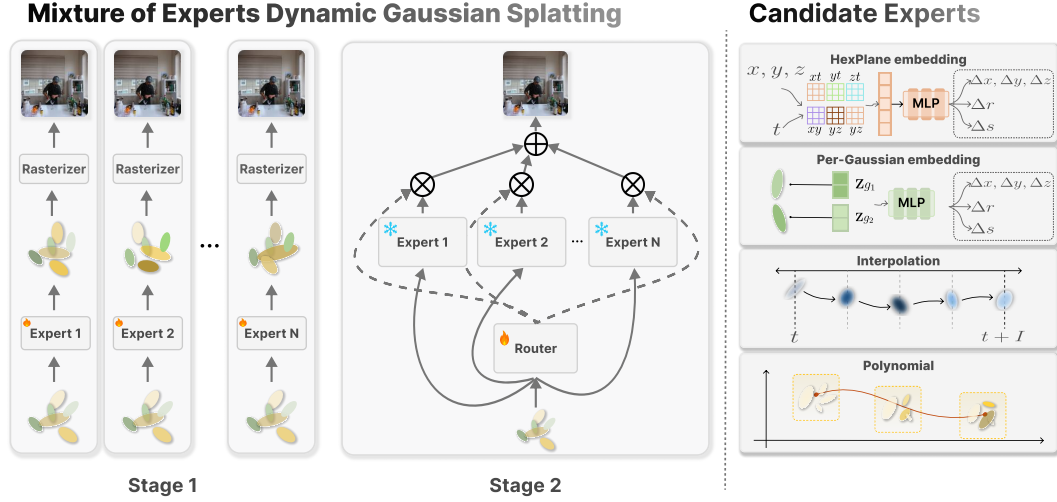 Mixture of Experts Dynamic Gaussian Splatting
Rasterizer
Rasterizer
Rasterizer
...
Expert 1
Expert 2
Expert N
Stage 1
Expert 1
Expert 2
...
Expert N
Router
Stage 2
Candidate Experts
HexPlane embedding
x, y, z
t
xt yt zt
xy yz yz
MLP
Δx, Δy, Δz
Δr
Δs
Per-Gaussian embedding
Zg1
Zg2
MLP
Δx, Δy, Δz
Δr
Δs
Interpolation
t
t + I
Polynomial